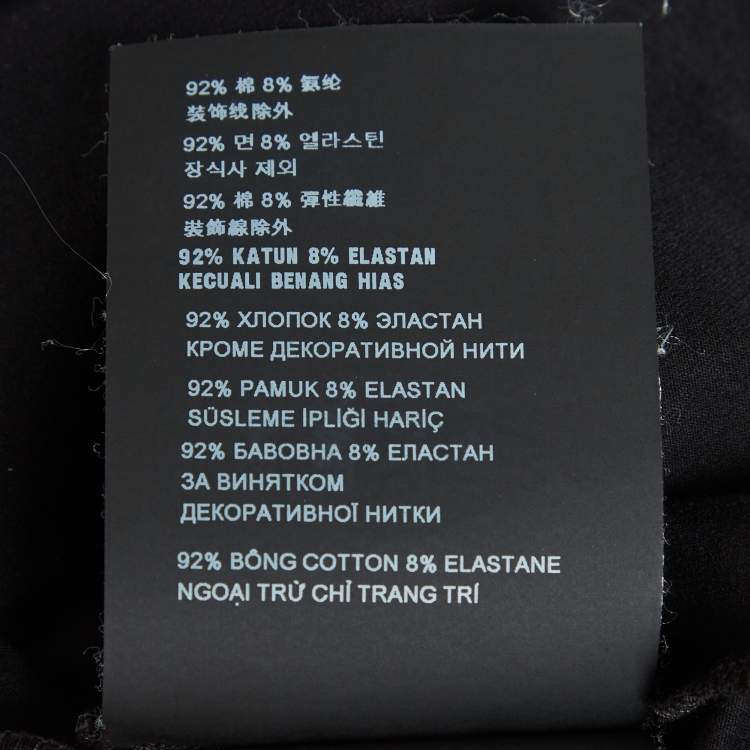 92% 棉 8% 氨纶
装饰线除外
92% 면 8% 엘라스틴
장식사 제외
92% 棉 8% 彈性纖維
裝飾線除外
92% KATUN 8% ELASTAN
KECUALI BENANG HIAS
92% ХЛОПОК 8% ЭЛАСТАН
КРОМЕ ДЕКОРАТИВНОЙ НИТИ
92% PAMUK 8% ELASTAN
SÜSLEME İPLİĞİ HARİÇ
92% БАВОВНА 8% ЕЛАСТАН
ЗА ВИНЯТКОМ
ДЕКОРАТИВНОЇ НИТКИ
92% BÔNG COTTON 8% ELASTANE
NGOẠI TRỪ CHỈ TRANG TRÍ